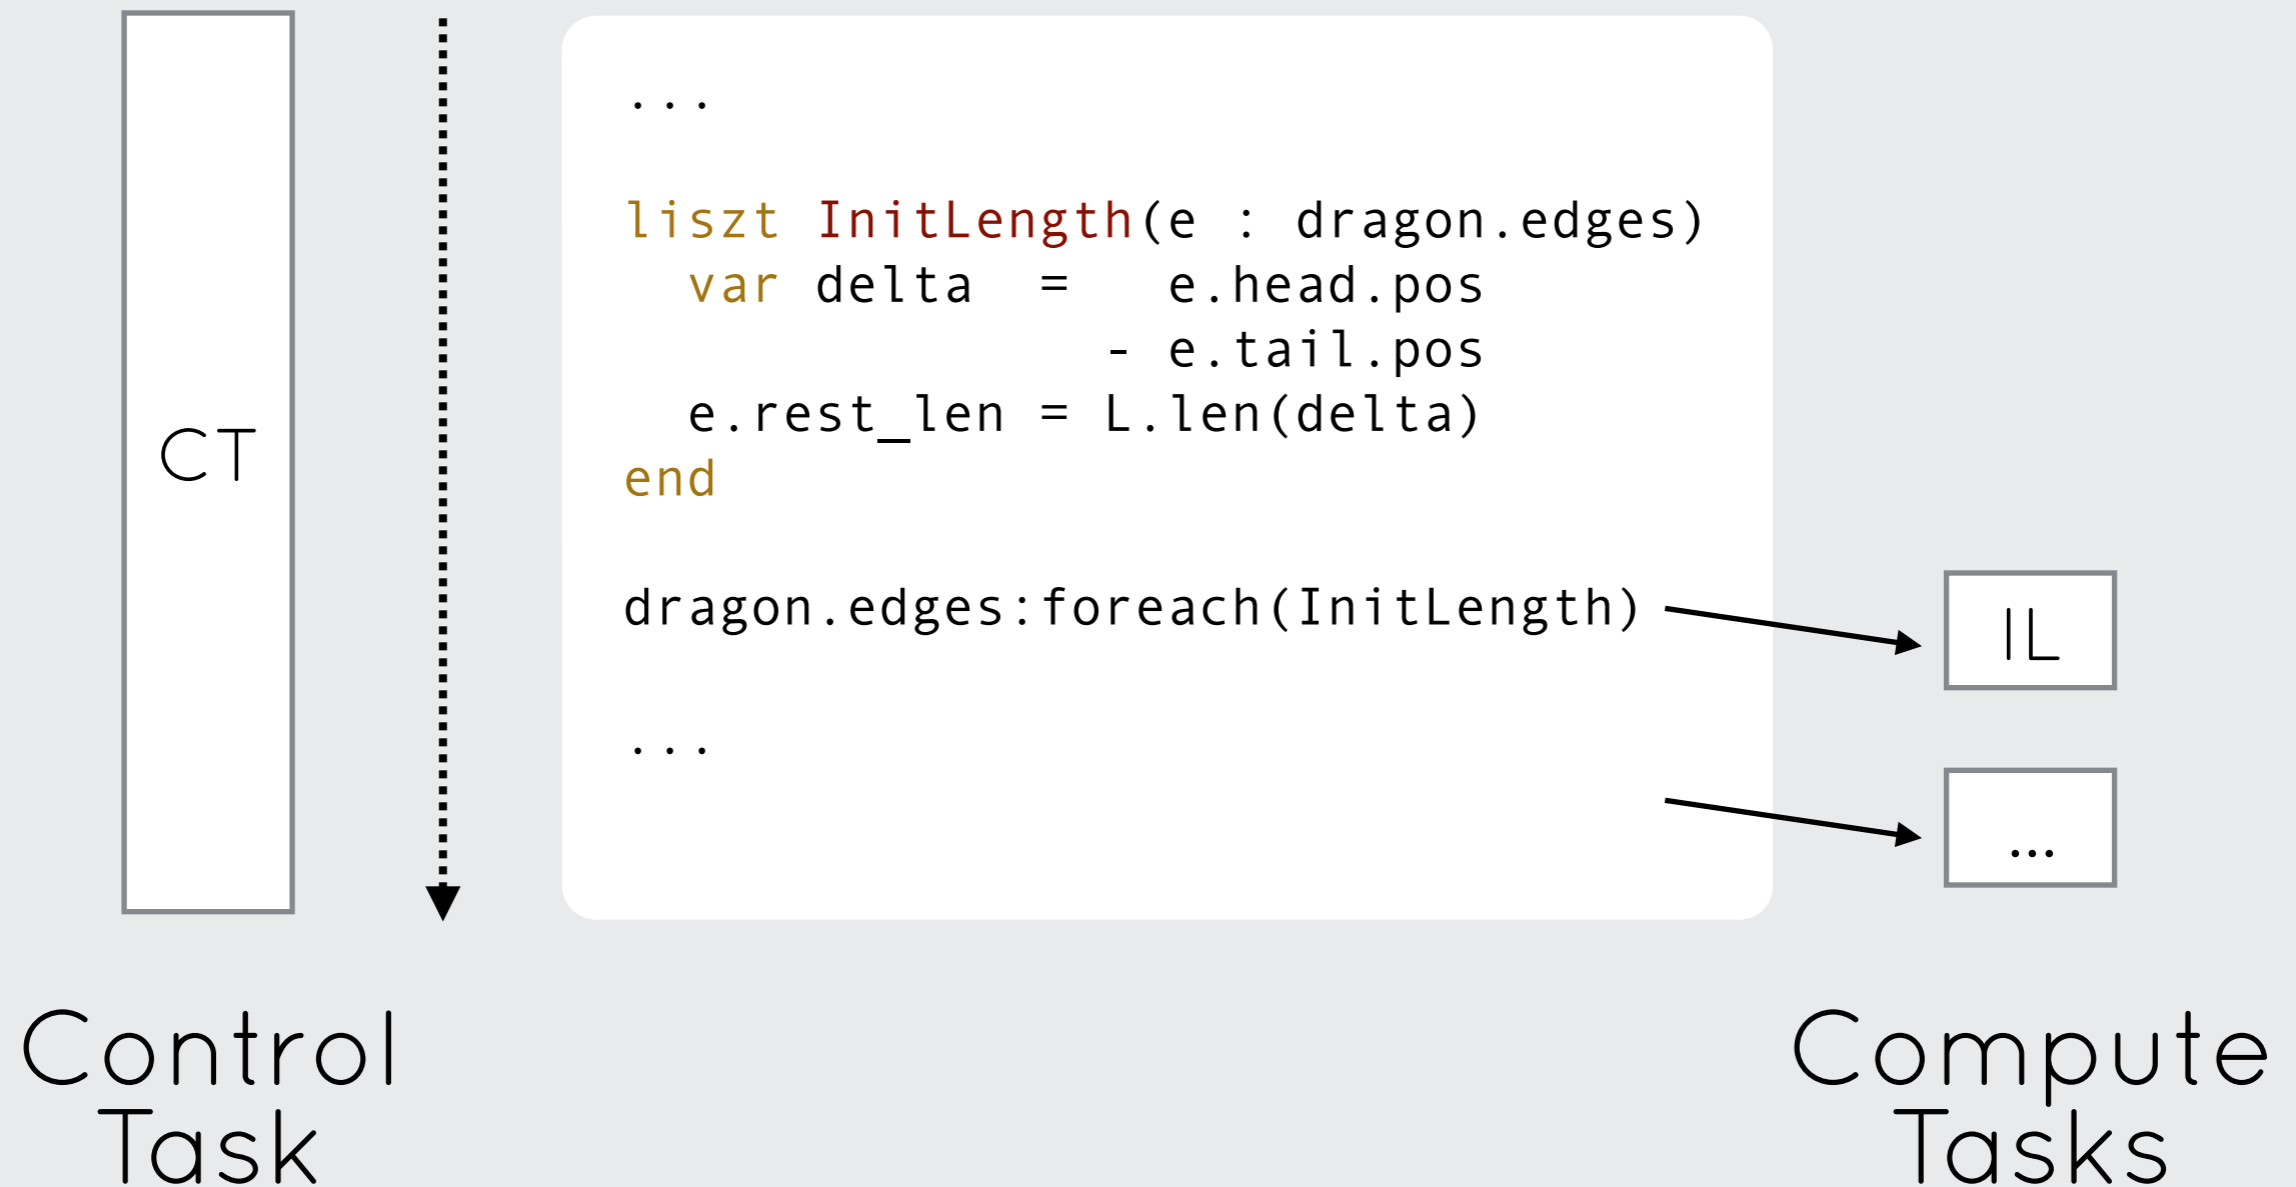 CT
...
liszt InitLength(e : dragon.edges)
  var delta  =   e.head.pos
               - e.tail.pos
  e.rest_len = L.len(delta)
end
dragon.edges:foreach(InitLength)
...
IL
...
Control
Task
Compute
Tasks